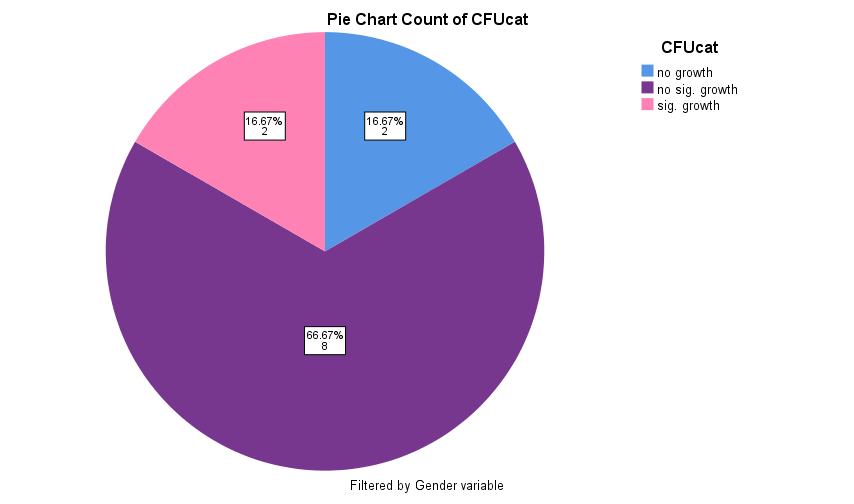 Pie Chart Count of CFUcat
CFUcat
no growth
no sig. growth
sig. growth
16.67%
2
16.67%
2
66.67%
8
Filtered by Gender variable